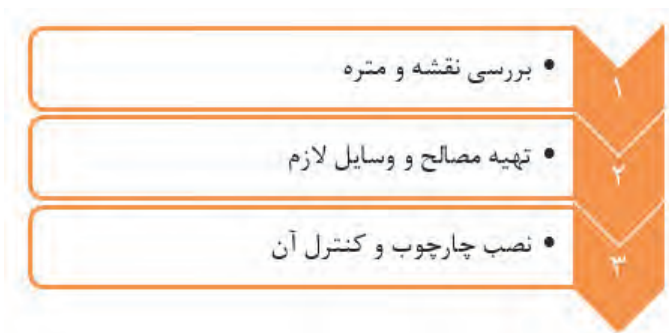 ۱
• بررسی نقشه و متره
۲
• تهیه مصالح و وسایل لازم
۳
• نصب چارچوب و کنترل آن